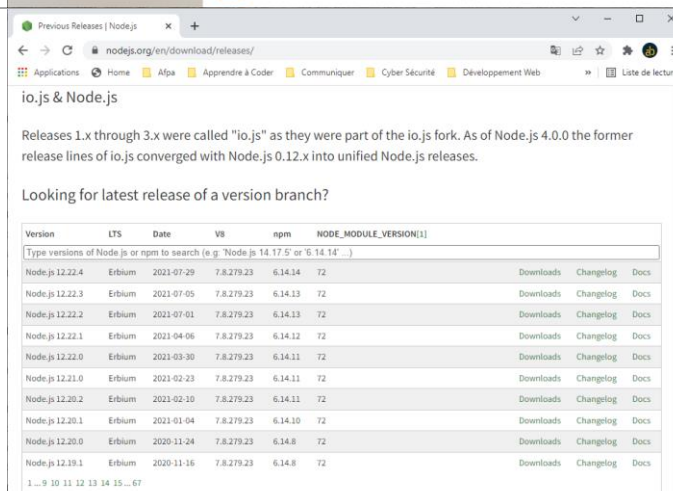 Previous Releases | Node.js
nodejs.org/en/download/releases/
Applications Home Afpa Apprendre à Coder Communiquer Cyber Sécurité Développement Web » Liste de lectur
io.js & Node.js
Releases 1.x through 3.x were called "io.js" as they were part of the io.js fork. As of Node.js 4.0.0 the former
release lines of io.js converged with Node.js 0.12.x into unified Node.js releases.
Looking for latest release of a version branch?
Version LTS Date V8 npm NODE_MODULE_VERSION[1]
Type versions of Node.js or npm to search (e.g: 'Node.js 14.17.5' or '6.14.14' ...)
Node.js 12.22.4 Erbium 2021-07-29 7.8.279.23 6.14.14 72 Downloads Changelog Docs
Node.js 12.22.3 Erbium 2021-07-05 7.8.279.23 6.14.13 72 Downloads Changelog Docs
Node.js 12.22.2 Erbium 2021-07-01 7.8.279.23 6.14.13 72 Downloads Changelog Docs
Node.js 12.22.1 Erbium 2021-04-06 7.8.279.23 6.14.12 72 Downloads Changelog Docs
Node.js 12.22.0 Erbium 2021-03-30 7.8.279.23 6.14.11 72 Downloads Changelog Docs
Node.js 12.21.0 Erbium 2021-02-23 7.8.279.23 6.14.11 72 Downloads Changelog Docs
Node.js 12.20.2 Erbium 2021-02-10 7.8.279.23 6.14.11 72 Downloads Changelog Docs
Node.js 12.20.1 Erbium 2021-01-04 7.8.279.23 6.14.10 72 Downloads Changelog Docs
Node.js 12.20.0 Erbium 2020-11-24 7.8.279.23 6.14.8 72 Downloads Changelog Docs
Node.js 12.19.1 Erbium 2020-11-16 7.8.279.23 6.14.8 72 Downloads Changelog Docs
1 ... 9 10 11 12 13 14 15 ... 67